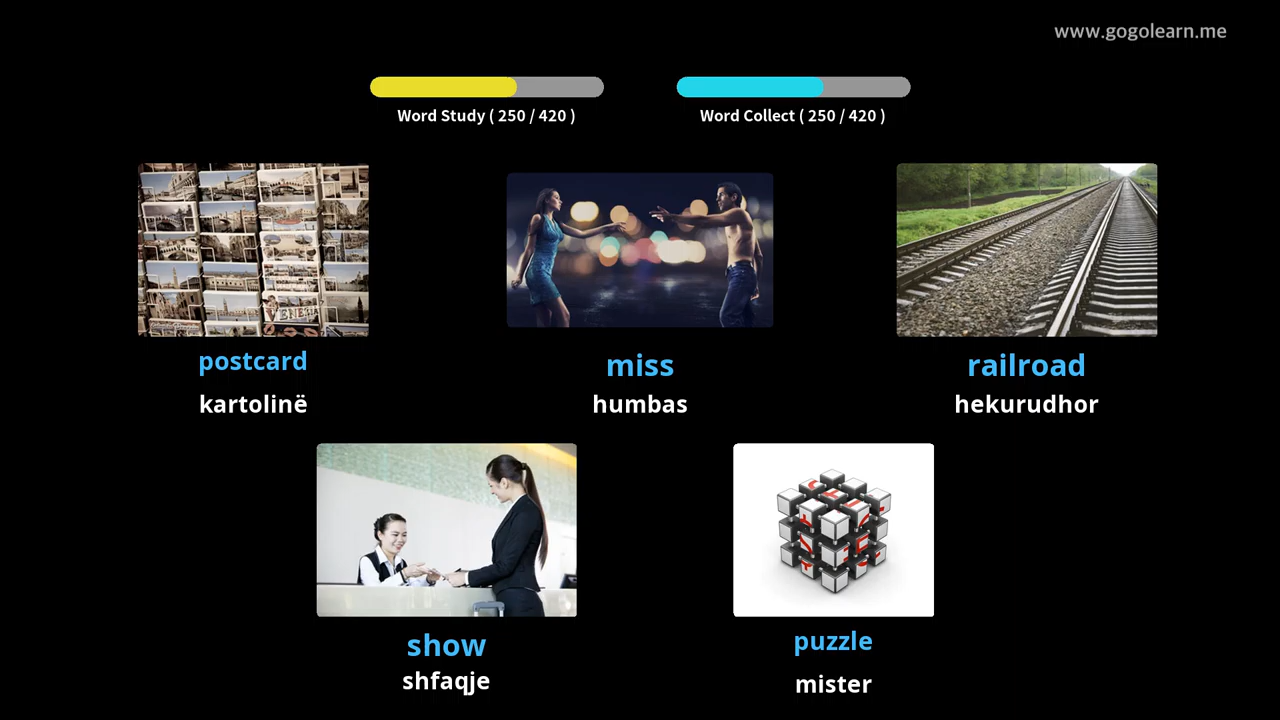 www.gogolearn.me
Word Study ( 250 / 420 )
Word Collect ( 250 / 420 )
postcard
kartolinë
miss
humbas
railroad
hekurudhor
show
shfaqje
puzzle
mister